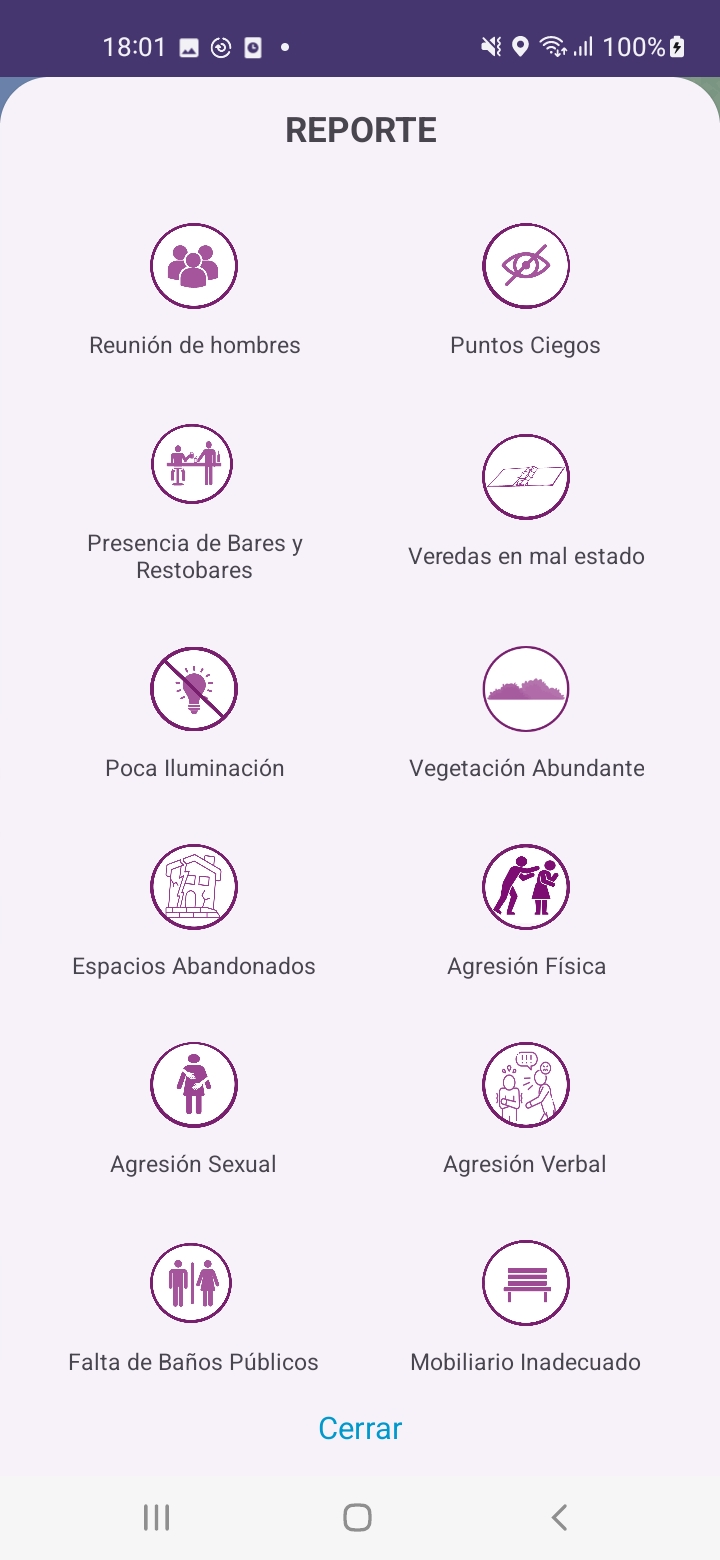 18:01
100%
REPORTE
Reunión de hombres
Puntos Ciegos
Presencia de Bares y
Restobares
Veredas en mal estado
Poca Iluminación
Vegetación Abundante
Espacios Abandonados
Agresión Física
Agresión Sexual
Agresión Verbal
Falta de Baños Públicos
Mobiliario Inadecuado
Cerrar